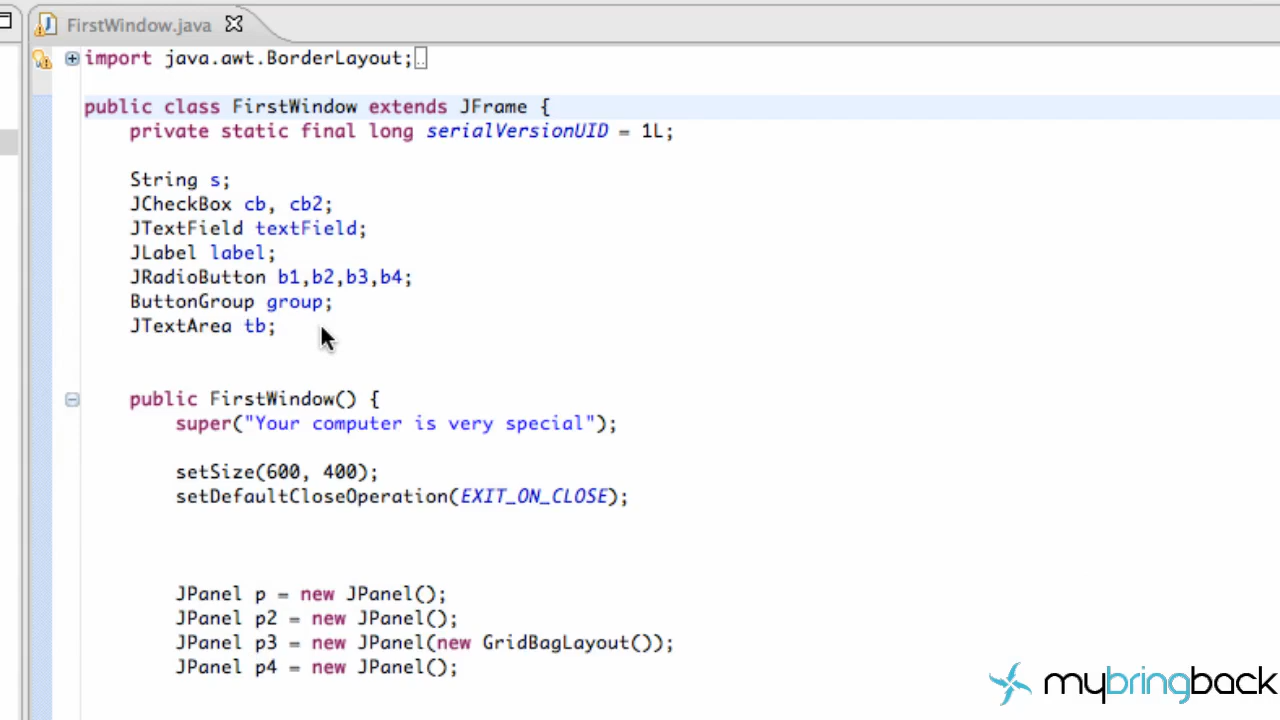 FirstWindow.java
import java.awt.BorderLayout;
public class FirstWindow extends JFrame {
private static final long serialVersionUID = 1L;
String s;
JCheckBox cb, cb2;
JTextField textField;
JLabel label;
JRadioButton b1,b2,b3,b4;
ButtonGroup group;
JTextArea tb;
public FirstWindow() {
super("Your computer is very special");
setSize(600, 400);
setDefaultCloseOperation(EXIT_ON_CLOSE);
JPanel p = new JPanel();
JPanel p2 = new JPanel();
JPanel p3 = new JPanel(new GridBagLayout());
JPanel p4 = new JPanel();
mybringback